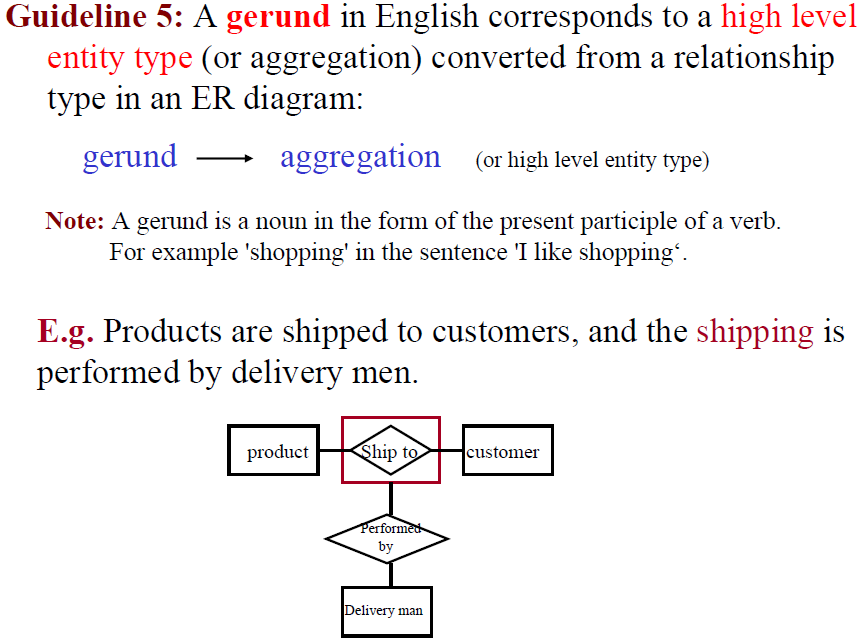 Guideline 5: A gerund in English corresponds to a high level
entity type (or aggregation) converted from a relationship
type in an ER diagram:
gerund → aggregation (or high level entity type)
Note: A gerund is a noun in the form of the present participle of a verb.
For example 'shopping' in the sentence 'I like shopping‘.
E.g. Products are shipped to customers, and the shipping is
performed by delivery men.
product Ship to customer
Performed
by
Delivery man